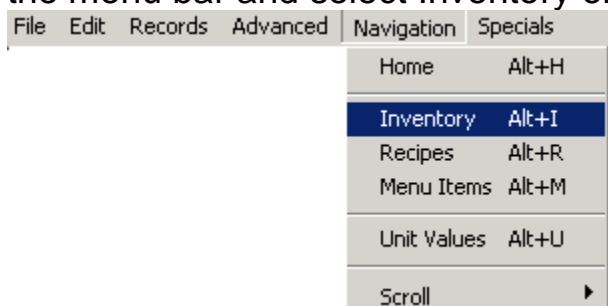 the menu bar and select Inventory or
File Edit Records Advanced Navigation Specials
Home Alt+H
Inventory Alt+I
Recipes Alt+R
Menu Items Alt+M
Unit Values Alt+U
Scroll